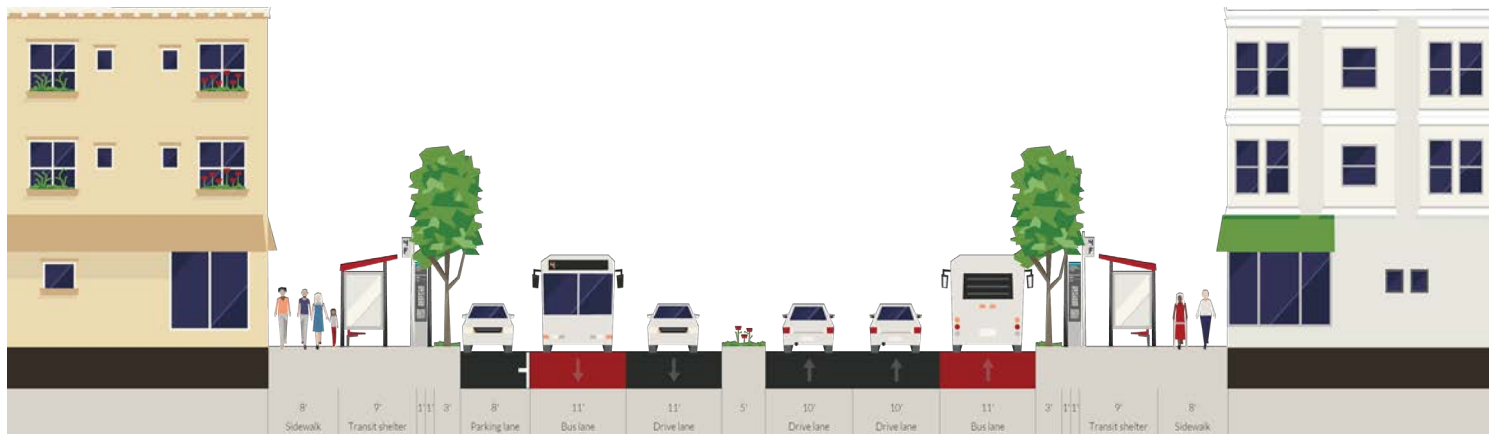 8' 9' 1' 1' 3' 8' 11' 11' 5' 10' 10' 11' 3' 1' 1' 9' 8'
Sidewalk Transit shelter Parking lane Bus lane Drive lane Drive lane Drive lane Bus lane Transit shelter Sidewalk